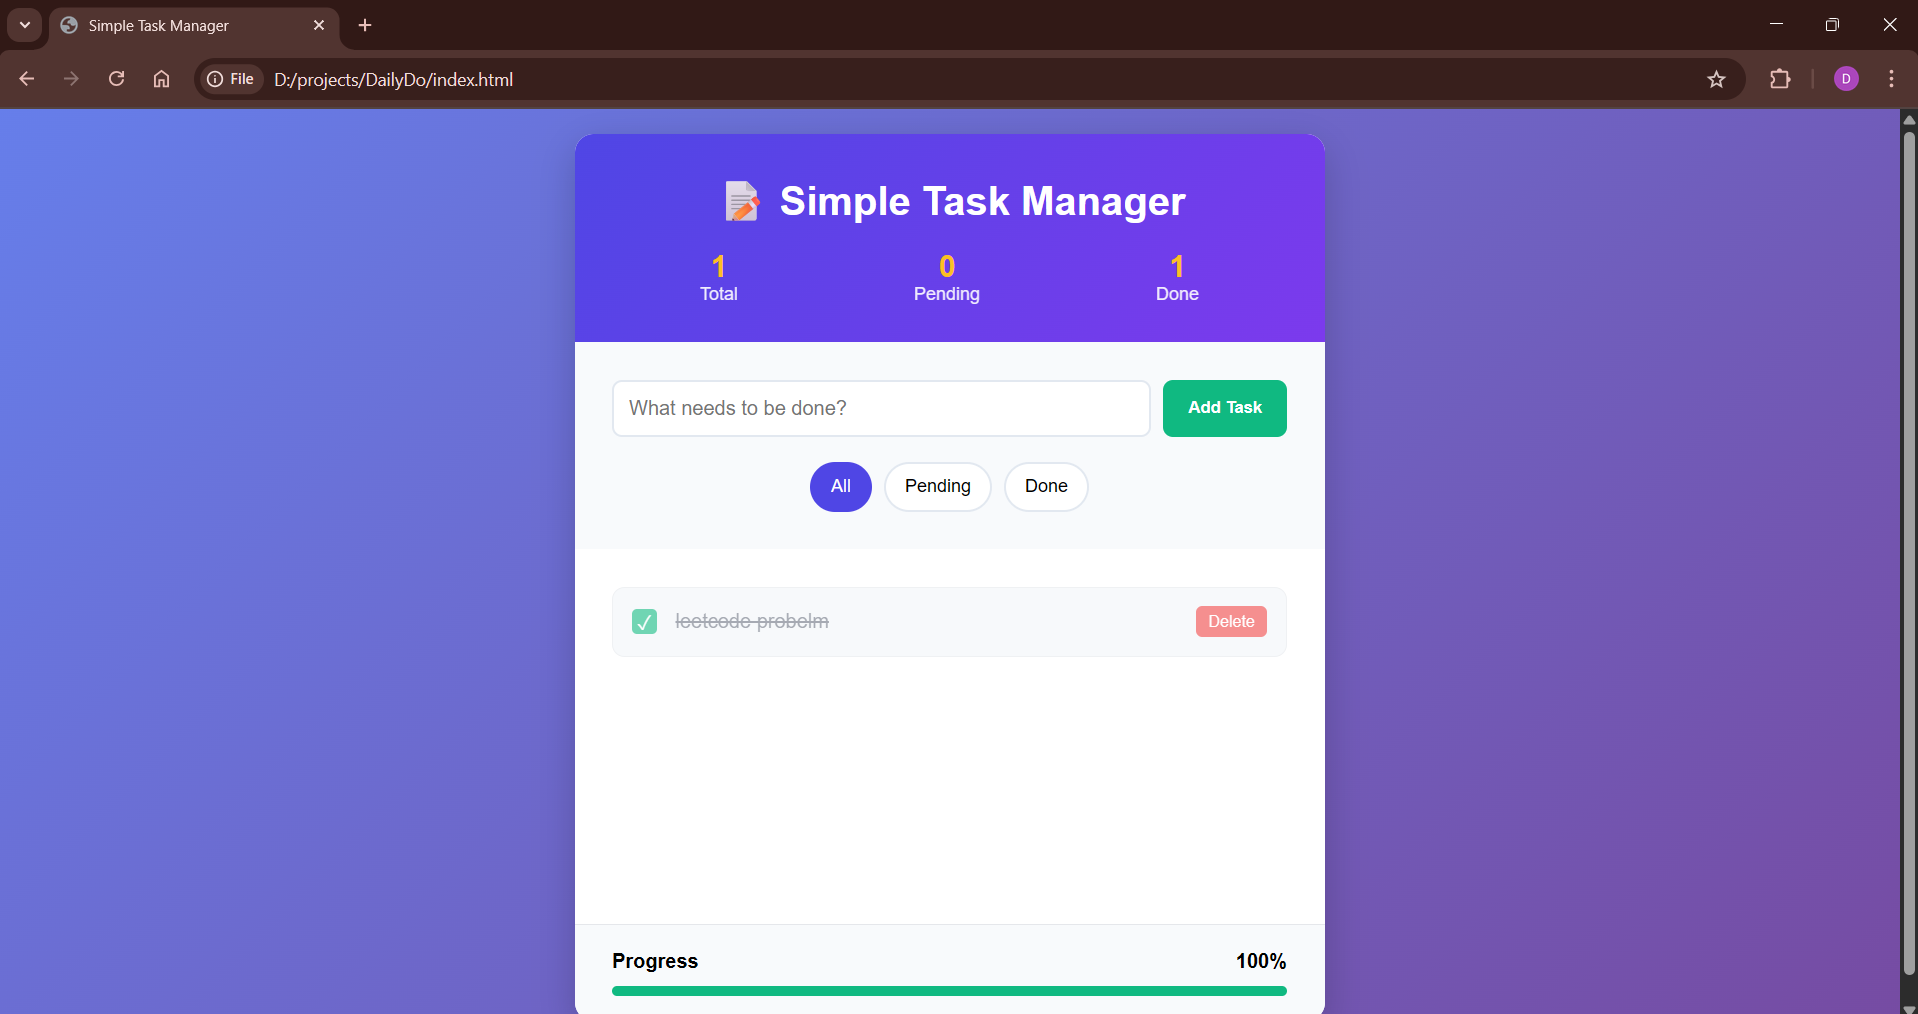 Simple Task Manager
File D:/projects/DailyDo/index.html
D
Simple Task Manager
1 0 1
Total Pending Done
What needs to be done? Add Task
All Pending Done
leetcode probelm Delete
Progress 100%